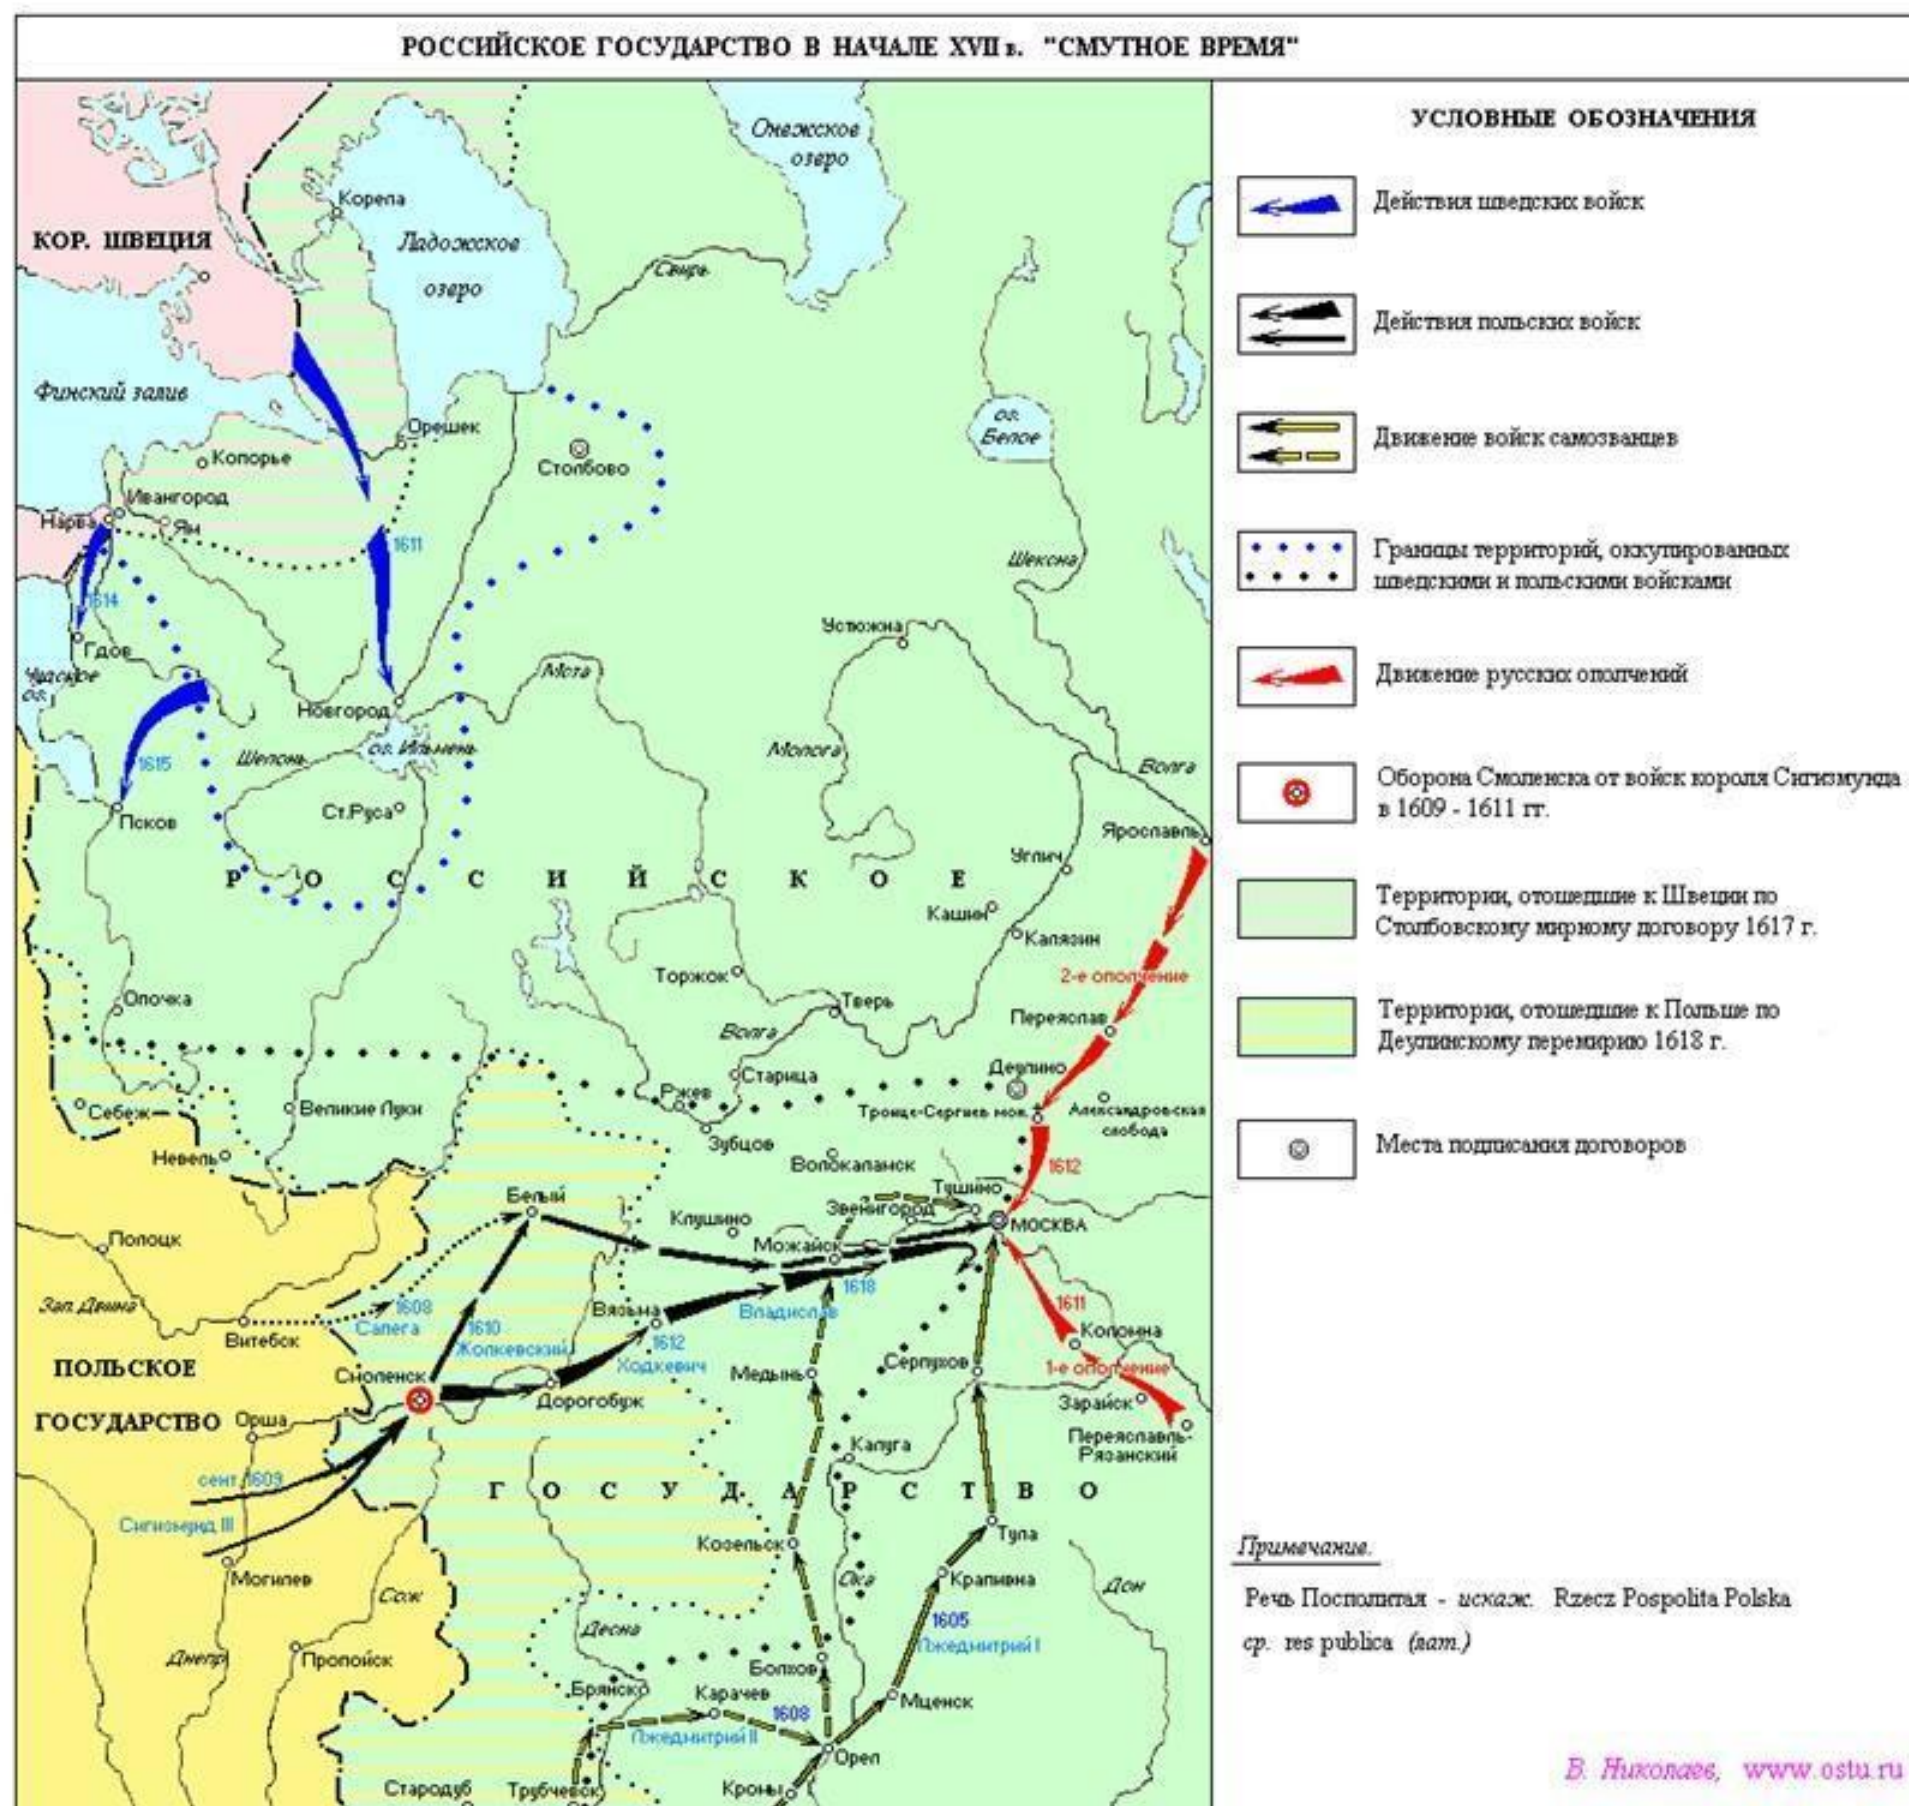 РОССИЙСКОЕ ГОСУДАРСТВО В НАЧАЛЕ XVII в. "СМУТНОЕ ВРЕМЯ"
Онежское
озеро
Корела
КОР. ШВЕЦИЯ
Ладожское
озеро
Свирь
Финский залив
оз.
Белое
Орешек
Копорье
Столбово
Ивангород
Нарва
Ям
1611
Шексна
1614
Гдов
Устюжна
Чудское
оз.
Мста
Новгород
оз. Ильмень
Шелонь
Молога
Волга
1615
Псков
Ст.Руса
Ярославль
Углич
РОССИЙСКОЕ
Кашин
Калязин
2-е ополчение
Торжок
Опочка
Тверь
Переяслав
Волга
Деулино
Старица
Ржев
Себеж
Великие Луки
Троице-Сергиев мон.
Александровская
слобода
Зубцов
Невель
Волокаламск
1612
Белый
Тушино
Звенигород
Клушино
МОСКВА
Полоцк
Можайск
1618
Зап. Двина
1608
Сапега
Вязьма
Владислав
1611
Витебск
1610
Жолкевский
1612
Ходкевич
Коломна
ПОЛЬСКОЕ
Смоленск
Серпухов
1-е ополчение
Медынь
Дорогобуж
Зарайск
ГОСУДАРСТВО
Орша
Переяславль-
Рязанский
Калуга
сент. 1609
ГОСУДАРСТВО
Сигизмунд III
Тула
Козельск
Могилев
Ока
Крапивна
Дон
Сож
1605
Лжедмитрий I
Десна
Днепр
Пропойск
Болхов
Брянск
Карачев
Мценск
1608
Лжедмитрий II
Орел
Стародуб
Трубчевск
Кромы
УСЛОВНЫЕ ОБОЗНАЧЕНИЯ
Действия шведских войск
Действия польских войск
Движение войск самозванцев
Границы территорий, оккупированных
шведскими и польскими войсками
Движение русских ополчений
Оборона Смоленска от войск короля Сигизмунда
в 1609 - 1611 гг.
Территории, отошедшие к Швеции по
Столбовскому мирному договору 1617 г.
Территории, отошедшие к Польше по
Деулинскому перемирию 1618 г.
Места подписания договоров
Примечание.
Речь Посполитая - искаж. Rzecz Pospolita Polska
ср. res publica (лат.)
В. Николаев, www.ostu.ru